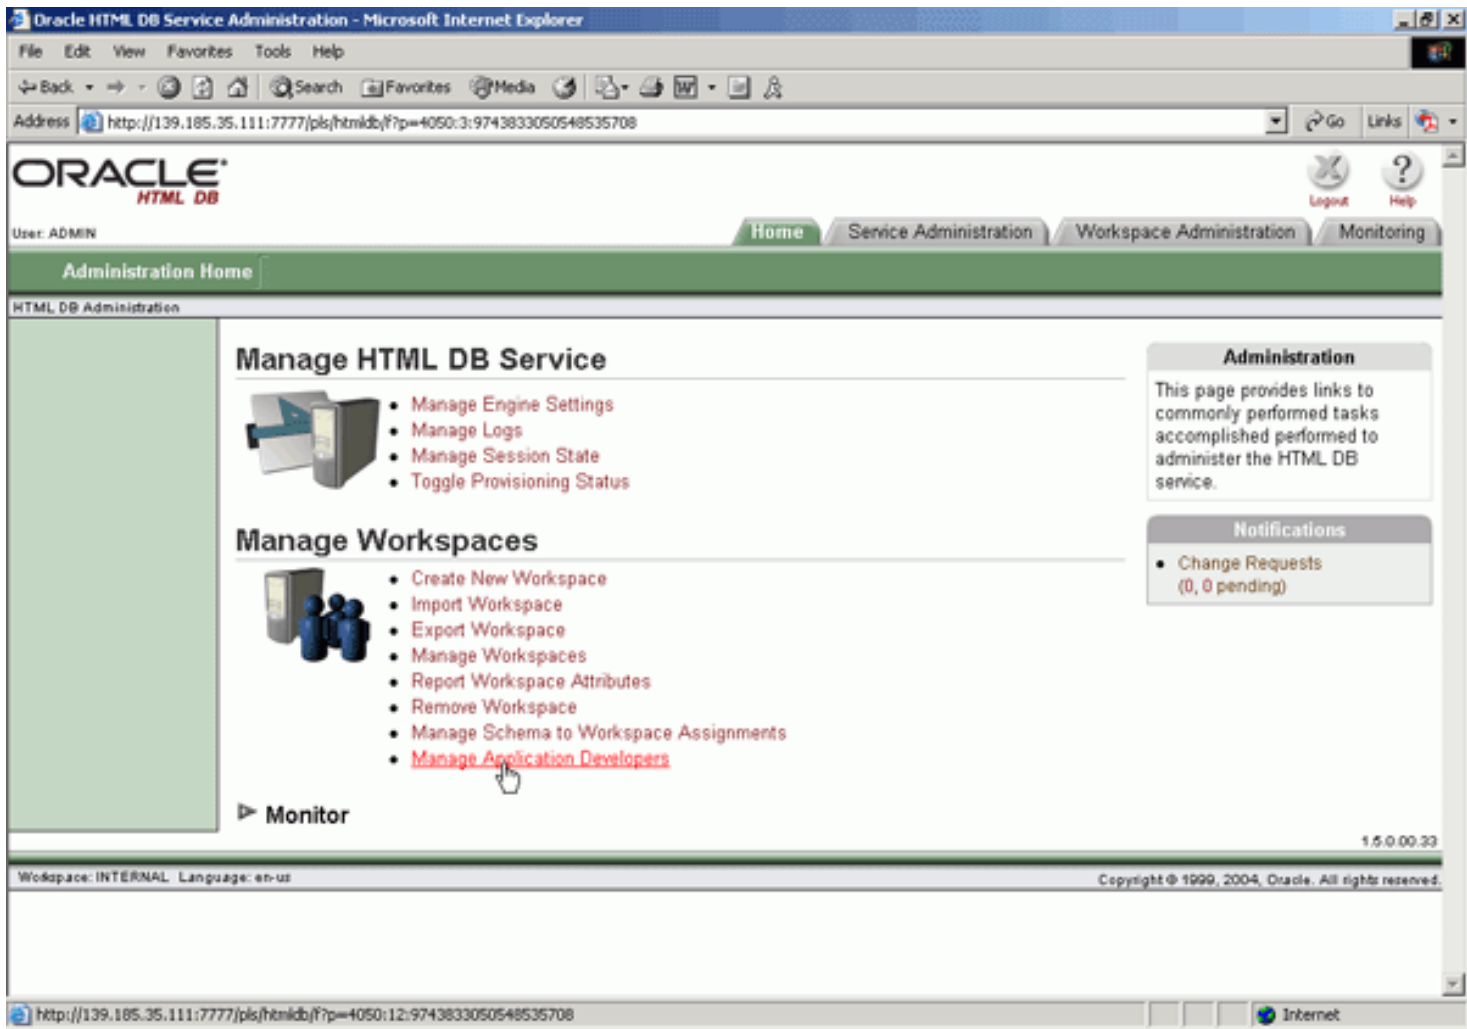 Oracle HTML DB Service Administration - Microsoft Internet Explorer
File Edit View Favorites Tools Help
Back Search Favorites Media
Address http://139.185.35.111:7777/pls/htmldb/f?p=4050:3:9743833050548535708 Go Links
ORACLE
HTML DB
Logout Help
User: ADMIN
Home Service Administration Workspace Administration Monitoring
Administration Home
HTML DB Administration
Manage HTML DB Service
Manage Engine Settings
Manage Logs
Manage Session State
Toggle Provisioning Status
Manage Workspaces
Create New Workspace
Import Workspace
Export Workspace
Manage Workspaces
Report Workspace Attributes
Remove Workspace
Manage Schema to Workspace Assignments
Manage Application Developers
Monitor
Administration
This page provides links to
commonly performed tasks
accomplished performed to
administer the HTML DB
service.
Notifications
Change Requests
(0, 0 pending)
1.5.0.00.33
Workspace: INTERNAL Language: en-us
Copyright © 1999, 2004, Oracle. All rights reserved.
http://139.185.35.111:7777/pls/htmldb/f?p=4050:12:9743833050548535708
Internet